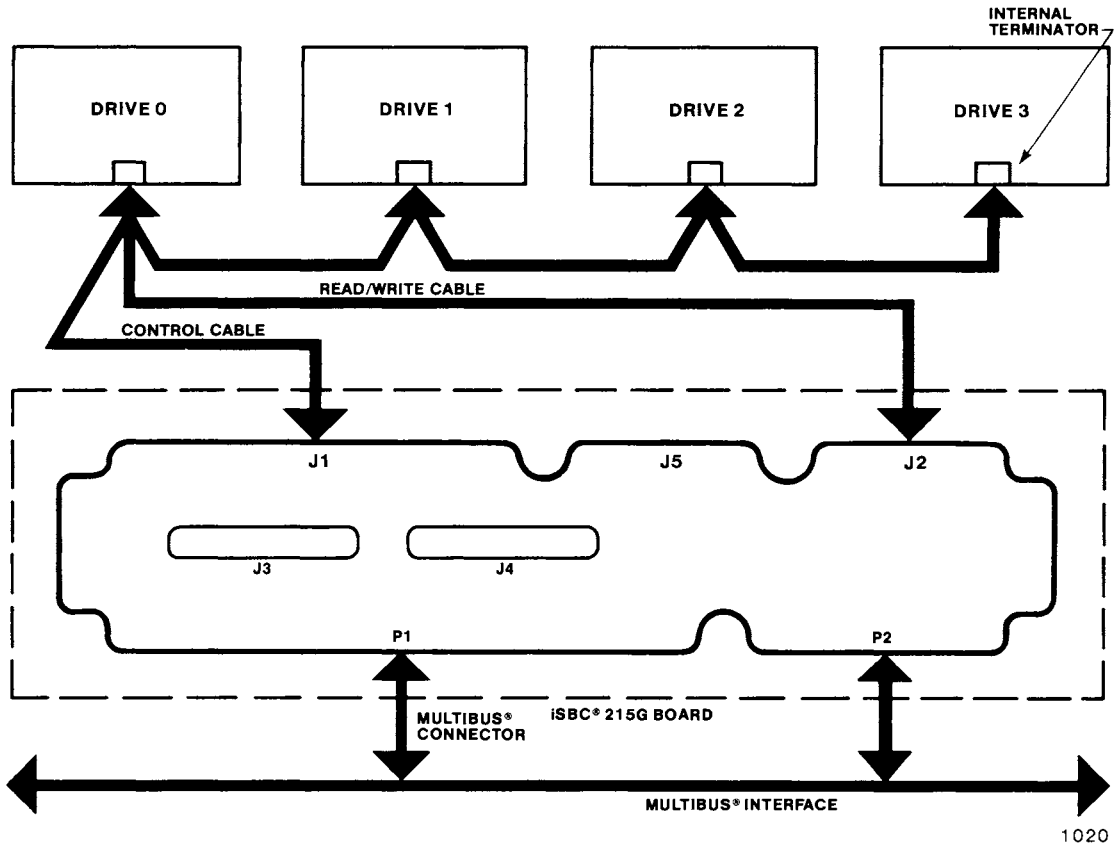 INTERNAL
TERMINATOR
DRIVE 0
DRIVE 1
DRIVE 2
DRIVE 3
READ/WRITE CABLE
CONTROL CABLE
J1
J5
J2
J3
J4
P1
P2
MULTIBUS®
CONNECTOR
iSBC® 215G BOARD
MULTIBUS® INTERFACE
1020